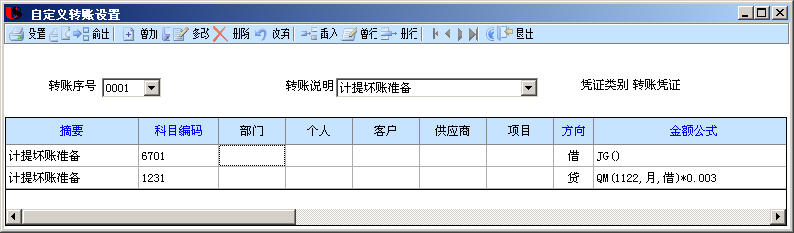 自定义转账设置
设置 输出 增加 修改 删除 放弃 插入 增行 删行 退出
转账序号 0001 转账说明 计提坏账准备 凭证类别 转账凭证
摘要 科目编码 部门 个人 客户 供应商 项目 方向 金额公式
计提坏账准备 6701 借 JG()
计提坏账准备 1231 贷 QM(1122,月,借)*0.003